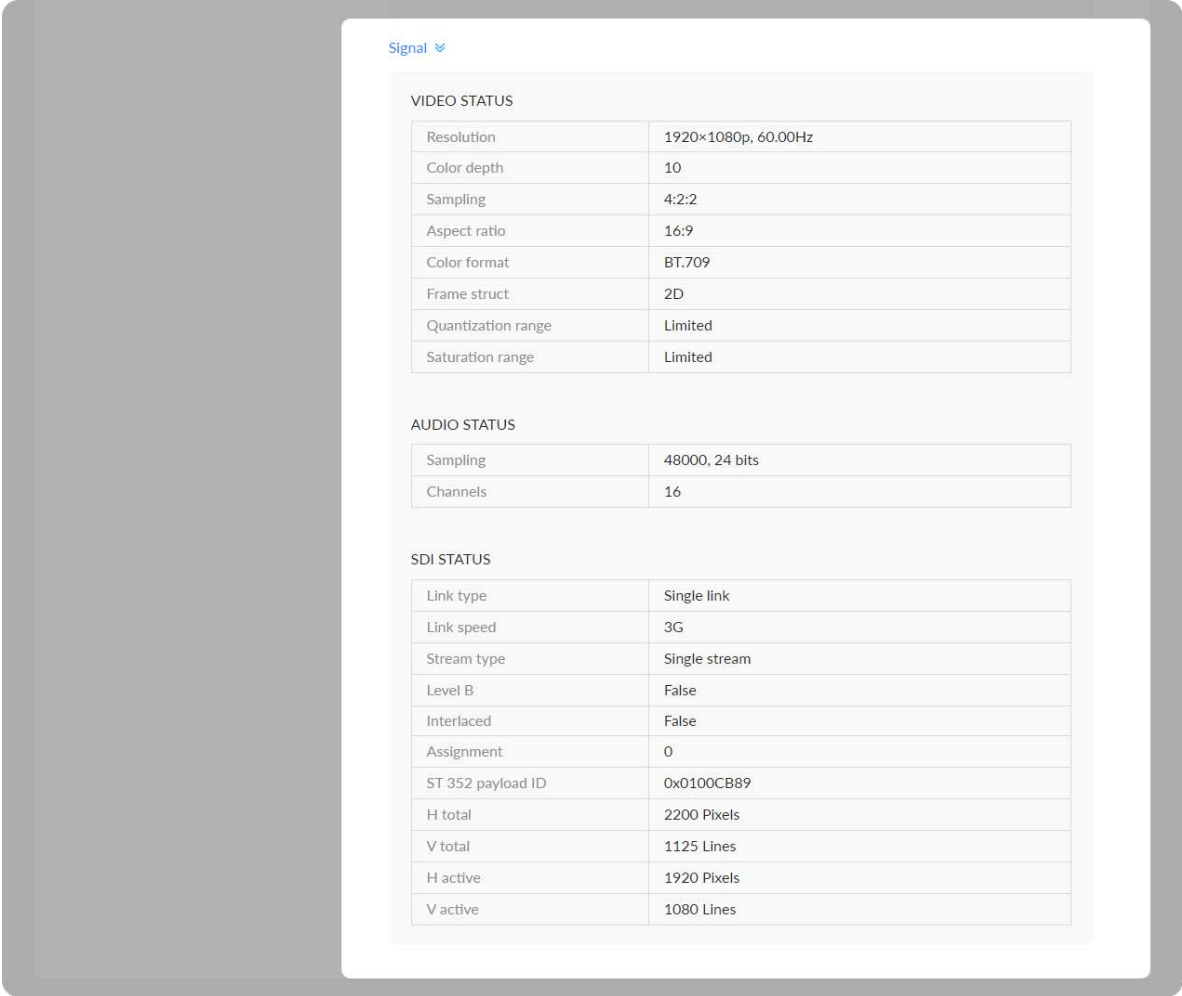 Signal
VIDEO STATUS
Resolution 1920×1080p, 60.00Hz
Color depth 10
Sampling 4:2:2
Aspect ratio 16:9
Color format BT.709
Frame struct 2D
Quantization range Limited
Saturation range Limited
AUDIO STATUS
Sampling 48000, 24 bits
Channels 16
SDI STATUS
Link type Single link
Link speed 3G
Stream type Single stream
Level B False
Interlaced False
Assignment 0
ST 352 payload ID 0x0100CB89
H total 2200 Pixels
V total 1125 Lines
H active 1920 Pixels
V active 1080 Lines